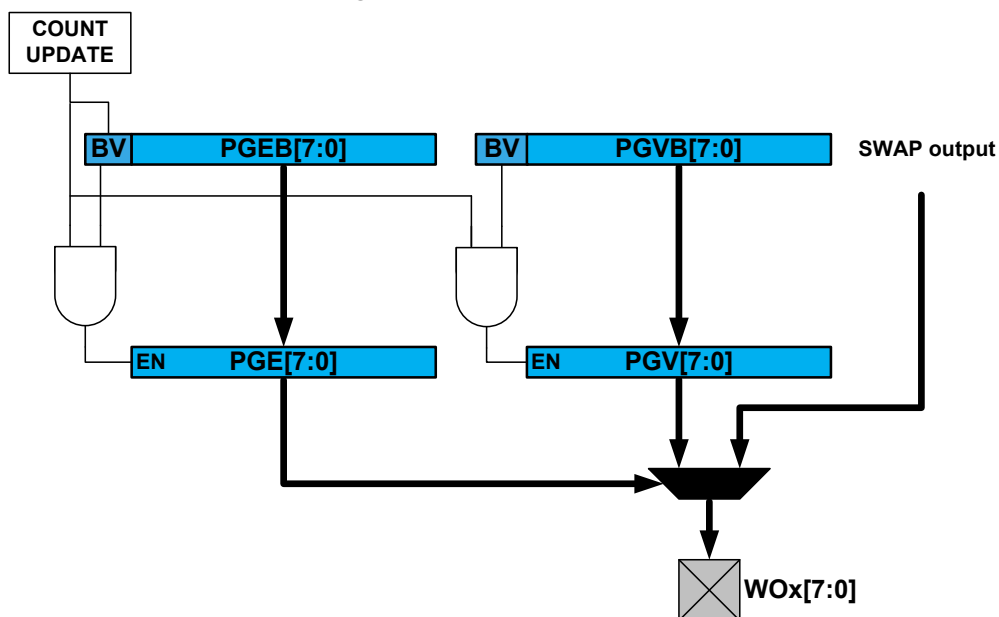 COUNT
UPDATE
BV PGEB[7:0] BV PGVB[7:0] SWAP output
EN PGE[7:0] EN PGV[7:0]
WOx[7:0]